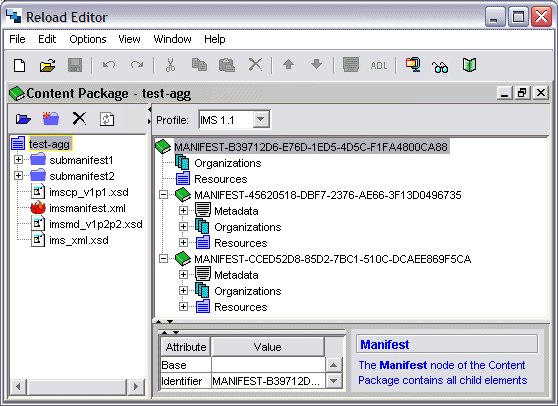 Reload Editor
File Edit Options View Window Help
ADL
Content Package - test-agg
Profile: IMS 1.1
test-agg
submanifest1
submanifest2
imscp_v1p1.xsd
imsmanifest.xml
imsmd_v1p2p2.xsd
ims_xml.xsd
MANIFEST-B39712D6-E76D-1ED5-4D5C-F1FA4800CA88
Organizations
Resources
MANIFEST-45620518-DBF7-2376-AE66-3F13D0496735
Metadata
Organizations
Resources
MANIFEST-CCED52D8-85D2-7BC1-510C-DCAEE869F5CA
Metadata
Organizations
Resources
Attribute Value
Base
Identifier MANIFEST-B39712D...
Manifest
The Manifest node of the Content
Package contains all child elements